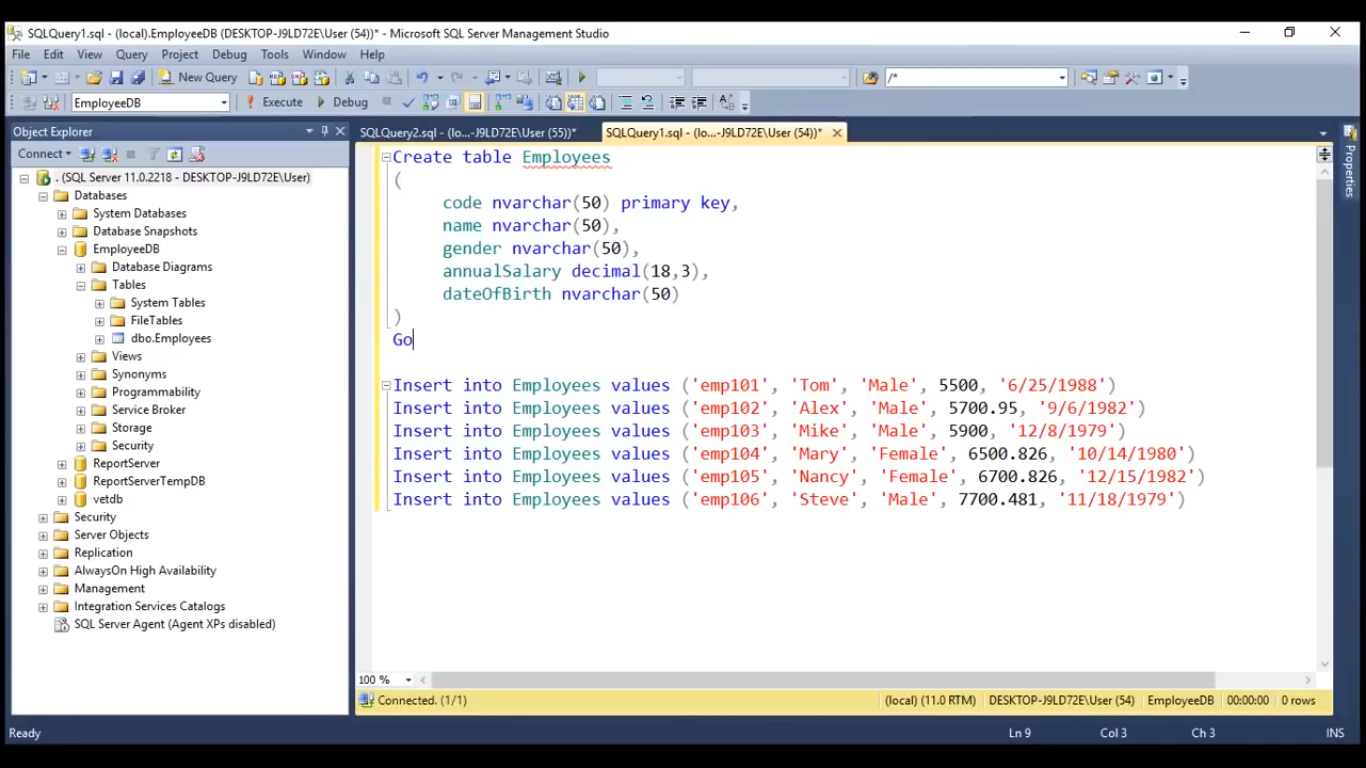 SQLQuery1.sql - (local).EmployeeDB (DESKTOP-J9LD72E\User (54))* - Microsoft SQL Server Management Studio
File Edit View Query Project Debug Tools Window Help
New Query /*
EmployeeDB Execute Debug
Object Explorer
Connect
. (SQL Server 11.0.2218 - DESKTOP-J9LD72E\User)
Databases
System Databases
Database Snapshots
EmployeeDB
Database Diagrams
Tables
System Tables
FileTables
dbo.Employees
Views
Synonyms
Programmability
Service Broker
Storage
Security
ReportServer
ReportServerTempDB
vetdb
Security
Server Objects
Replication
AlwaysOn High Availability
Management
Integration Services Catalogs
SQL Server Agent (Agent XPs disabled)
SQLQuery2.sql - (lo...-J9LD72E\User (55))* SQLQuery1.sql - (lo...-J9LD72E\User (54))*
Create table Employees
(
code nvarchar(50) primary key,
name nvarchar(50),
gender nvarchar(50),
annualSalary decimal(18,3),
dateOfBirth nvarchar(50)
)
Go
Insert into Employees values ('emp101', 'Tom', 'Male', 5500, '6/25/1988')
Insert into Employees values ('emp102', 'Alex', 'Male', 5700.95, '9/6/1982')
Insert into Employees values ('emp103', 'Mike', 'Male', 5900, '12/8/1979')
Insert into Employees values ('emp104', 'Mary', 'Female', 6500.826, '10/14/1980')
Insert into Employees values ('emp105', 'Nancy', 'Female', 6700.826, '12/15/1982')
Insert into Employees values ('emp106', 'Steve', 'Male', 7700.481, '11/18/1979')
100 %
Connected. (1/1) (local) (11.0 RTM) DESKTOP-J9LD72E\User (54) EmployeeDB 00:00:00 0 rows
Properties
Ready Ln 9 Col 3 Ch 3 INS